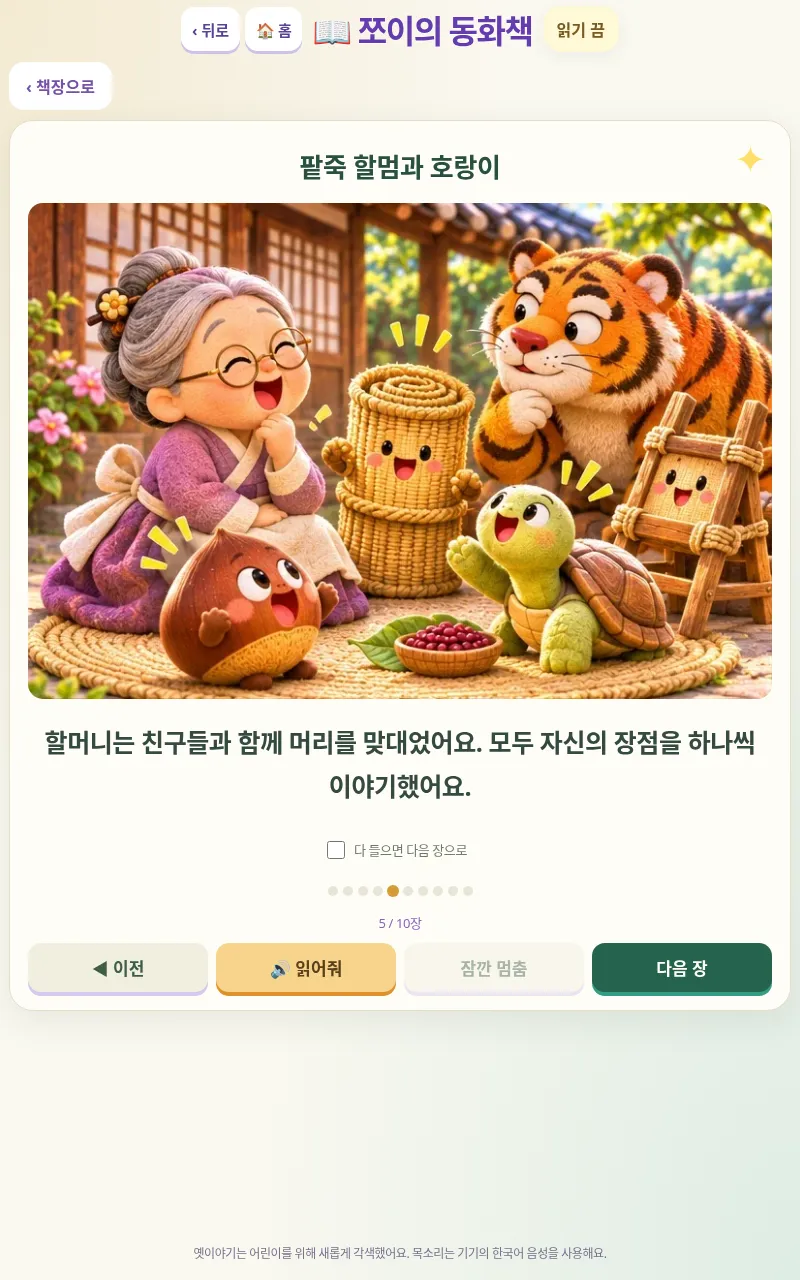 ‹ 뒤로
🏠 홈
📖 쪼이의 동화책
읽기 끝
‹ 책장으로
팥죽 할멈과 호랑이
할머니는 친구들과 함께 머리를 맞대었어요. 모두 자신의 장점을 하나씩
이야기했어요.
다 들으면 다음 장으로
5 / 10장
◀ 이전
🔊 읽어줘
잠깐 멈춤
다음 장
옛이야기는 어린이를 위해 새롭게 각색했어요. 목소리는 기기의 한국어 음성을 사용해요.